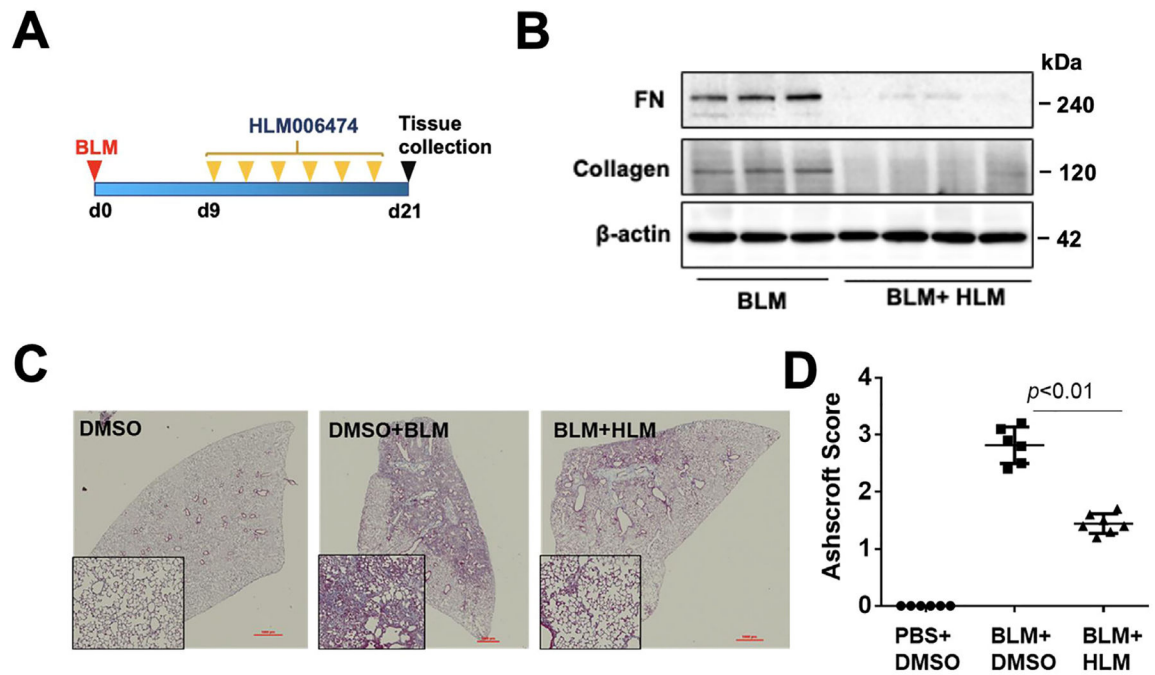 A
HLM006474
Tissue
collection
BLM
d0
d9
d21
B
kDa
FN
– 240
Collagen
– 120
β-actin
– 42
BLM
BLM+ HLM
C
DMSO
DMSO+BLM
BLM+HLM
D
Ashscroft Score
4
3
2
1
0
p<0.01
PBS+
DMSO
BLM+
DMSO
BLM+
HLM